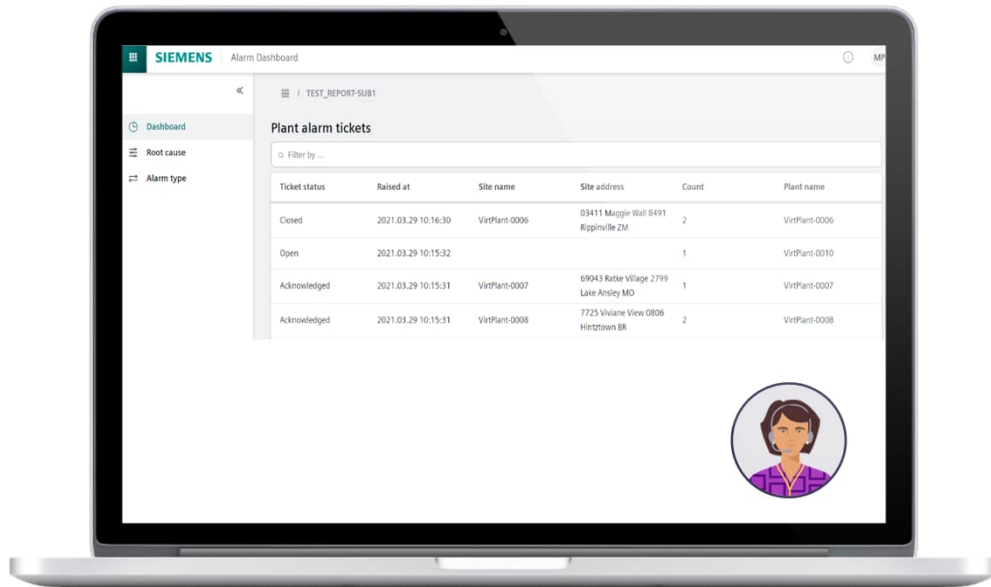 SIEMENS Alarm Dashboard MP
/ TEST_REPORT-SUB1
Dashboard
Root cause
Alarm type
Plant alarm tickets
Filter by ...
Ticket status Raised at Site name Site address Count Plant name
Closed 2021.03.29 10:16:30 VirtPlant-0006 03411 Maggie Wall 8491 2 VirtPlant-0006
Rippinville ZM
Open 2021.03.29 10:15:32 1 VirtPlant-0010
Acknowledged 2021.03.29 10:15:31 VirtPlant-0007 69043 Ratke Village 2799 1 VirtPlant-0007
Lake Ansley MO
Acknowledged 2021.03.29 10:15:31 VirtPlant-0008 7725 Viviane View 0806 2 VirtPlant-0008
Hintztown BR